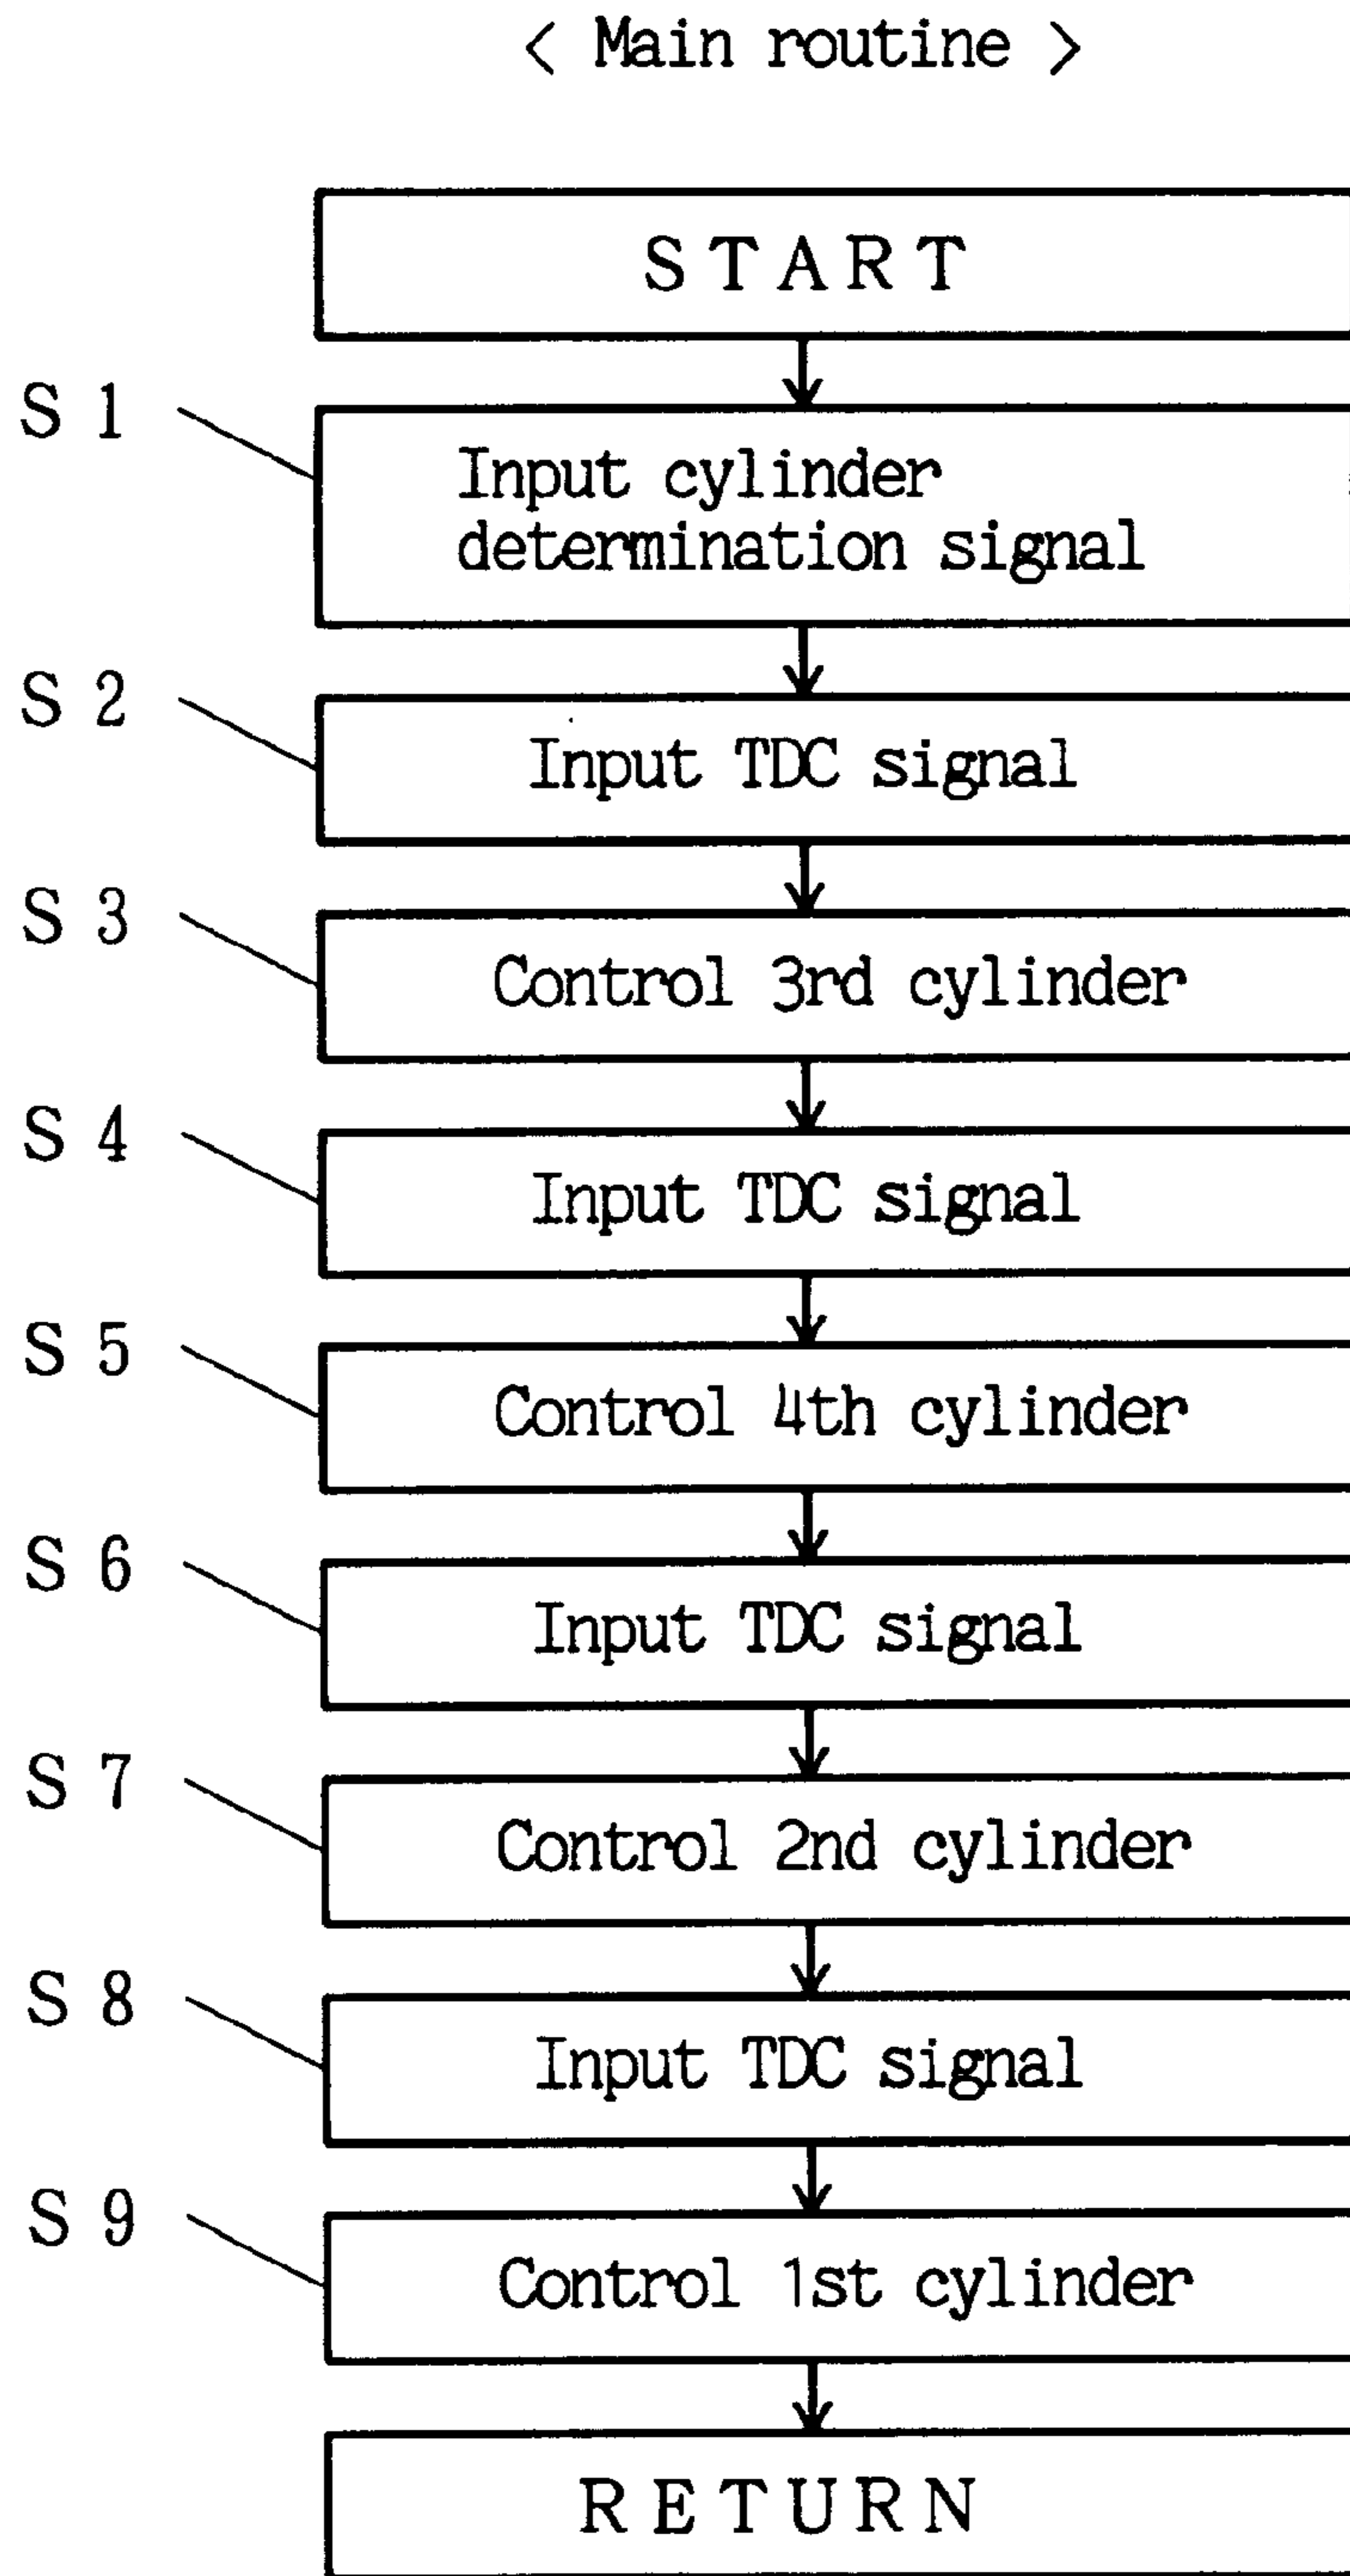 < Main routine >
START
S 1
Input cylinder
determination signal
S 2
Input TDC signal
S 3
Control 3rd cylinder
S 4
Input TDC signal
S 5
Control 4th cylinder
S 6
Input TDC signal
S 7
Control 2nd cylinder
S 8
Input TDC signal
S 9
Control 1st cylinder
RETURN